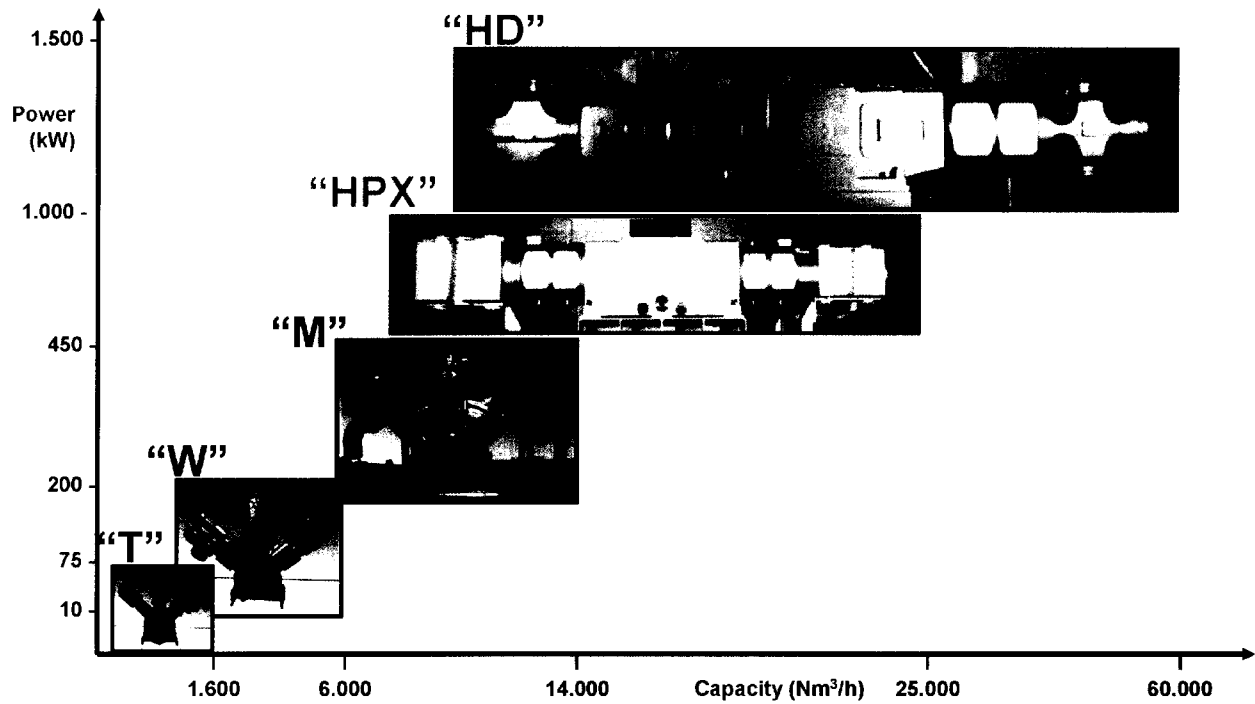 “HD”
1.500
Power
(kW)
“HPX”
1.000 -
“M”
450
“W”
200
“T”
75
10
1.600 6.000 14.000 Capacity (Nm³/h) 25.000 60.000